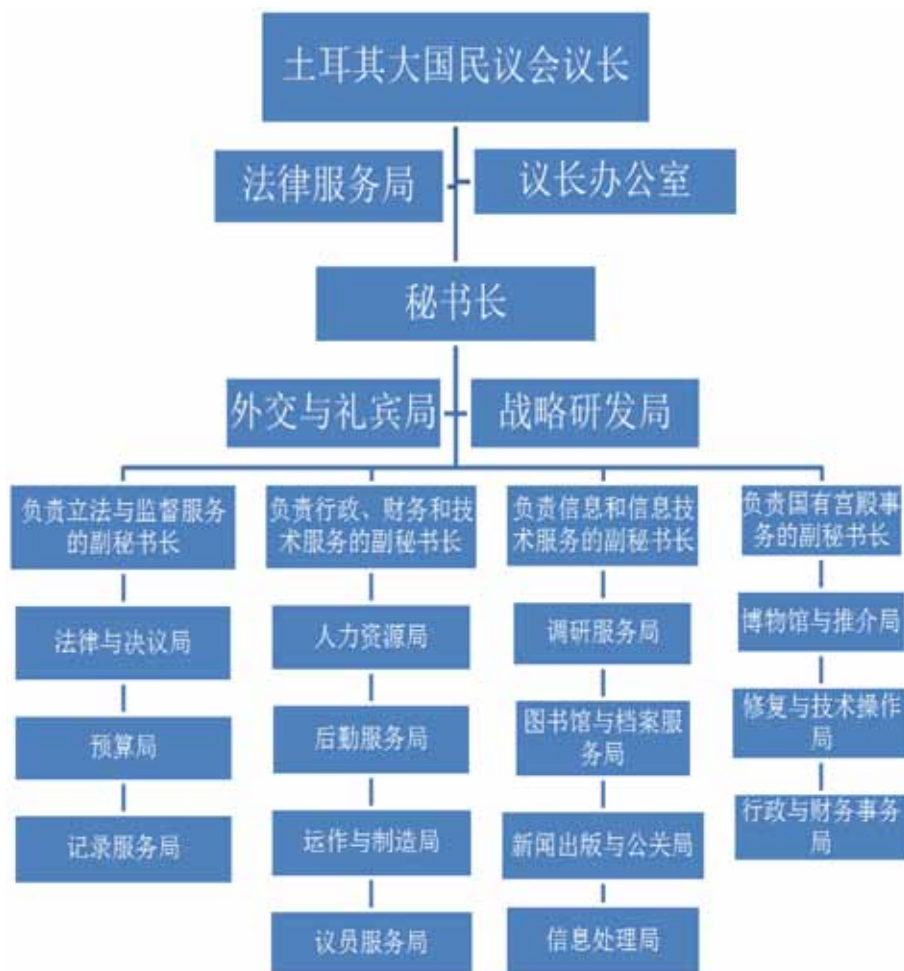 土耳其大国民议会议长
法律服务局
议长办公室
秘书长
外交与礼宾局
战略研发局
负责立法与监督服务
的副秘书长
负责行政、财务和技
术服务的副秘书长
负责信息和信息技
术服务的副秘书长
负责国有宫殿事
务的副秘书长
法律与决议局
人力资源局
调研服务局
博物馆与推介局
预算局
后勤服务局
图书馆与档案服
务局
修复与技术操作
局
记录服务局
运作与制造局
新闻出版与公关局
行政与财务事务
局
议员服务局
信息处理局